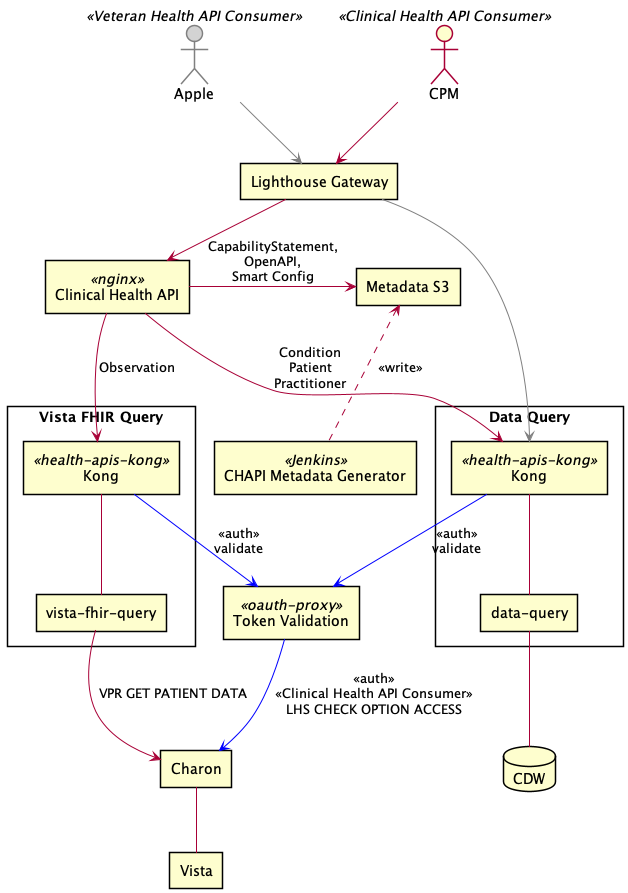 «Veteran Health API Consumer»
«Clinical Health API Consumer»
Apple
CPM
Lighthouse Gateway
CapabilityStatement,
OpenAPI,
Smart Config
«nginx»
Clinical Health API
Metadata S3
Observation
Condition
Patient
Practitioner
«write»
Vista FHIR Query
Data Query
«health-apis-kong»
Kong
«Jenkins»
CHAPI Metadata Generator
«health-apis-kong»
Kong
«auth»
validate
«auth»
validate
vista-fhir-query
«oauth-proxy»
Token Validation
data-query
VPR GET PATIENT DATA
«auth»
«Clinical Health API Consumer»
LHS CHECK OPTION ACCESS
Charon
CDW
Vista